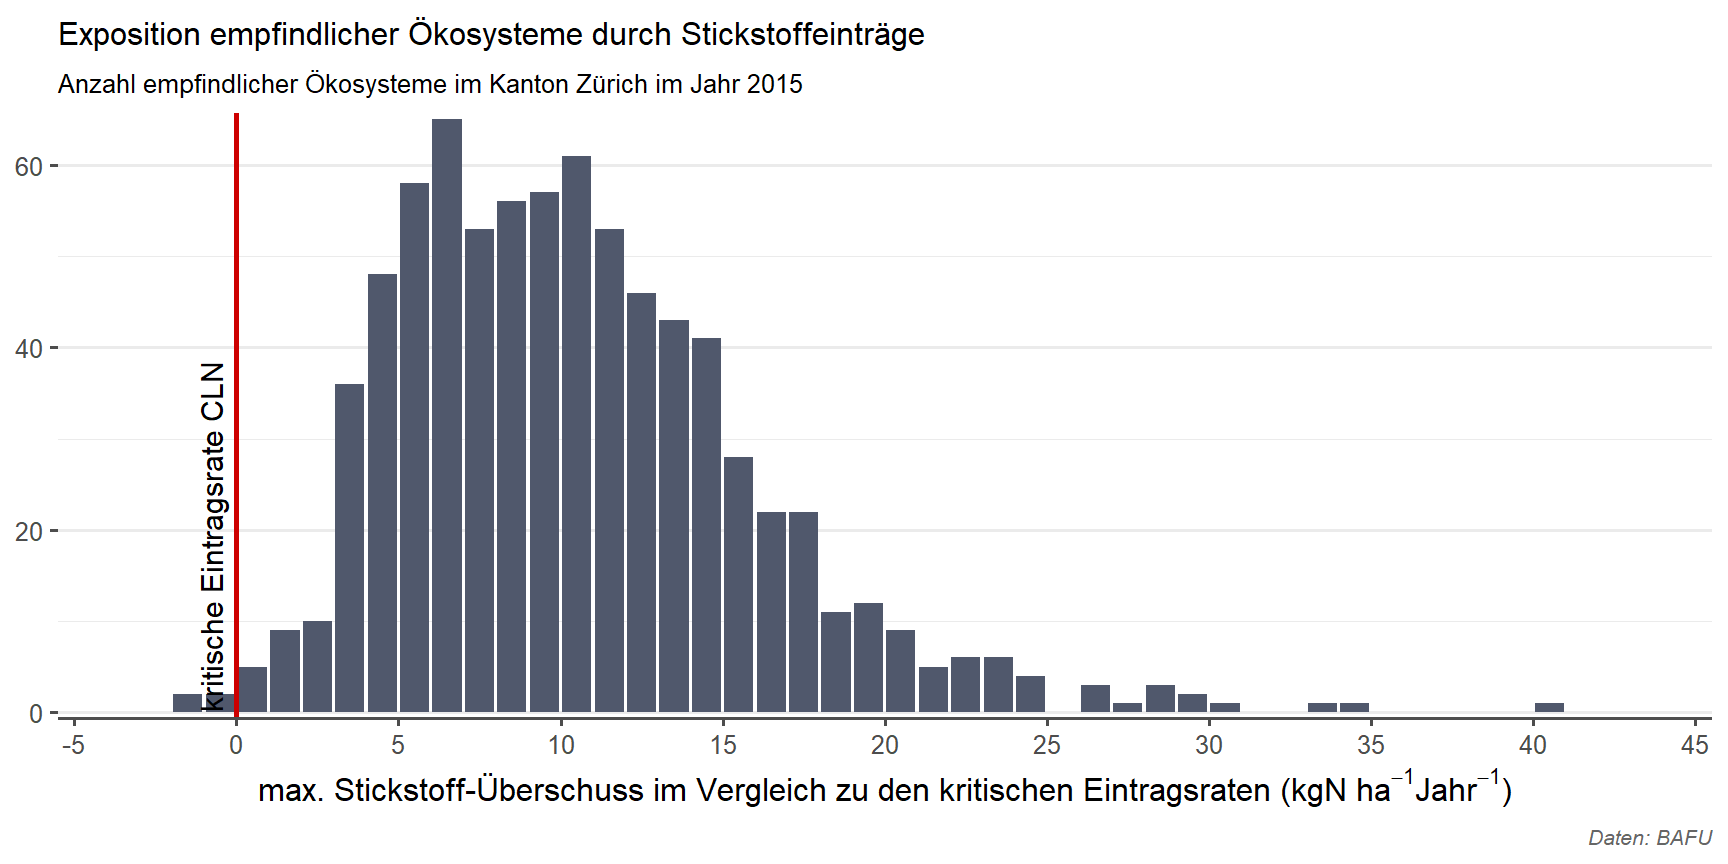 Exposition empfindlicher Ökosysteme durch Stickstoffeinträge
Anzahl empfindlicher Ökosysteme im Kanton Zürich im Jahr 2015
60
40
20
0
kritische Eintragsrate CLN
-5 0 5 10 15 20 25 30 35 40 45
max. Stickstoff-Überschuss im Vergleich zu den kritischen Eintragsraten (kgN ha⁻¹Jahr⁻¹)
Daten: BAFU